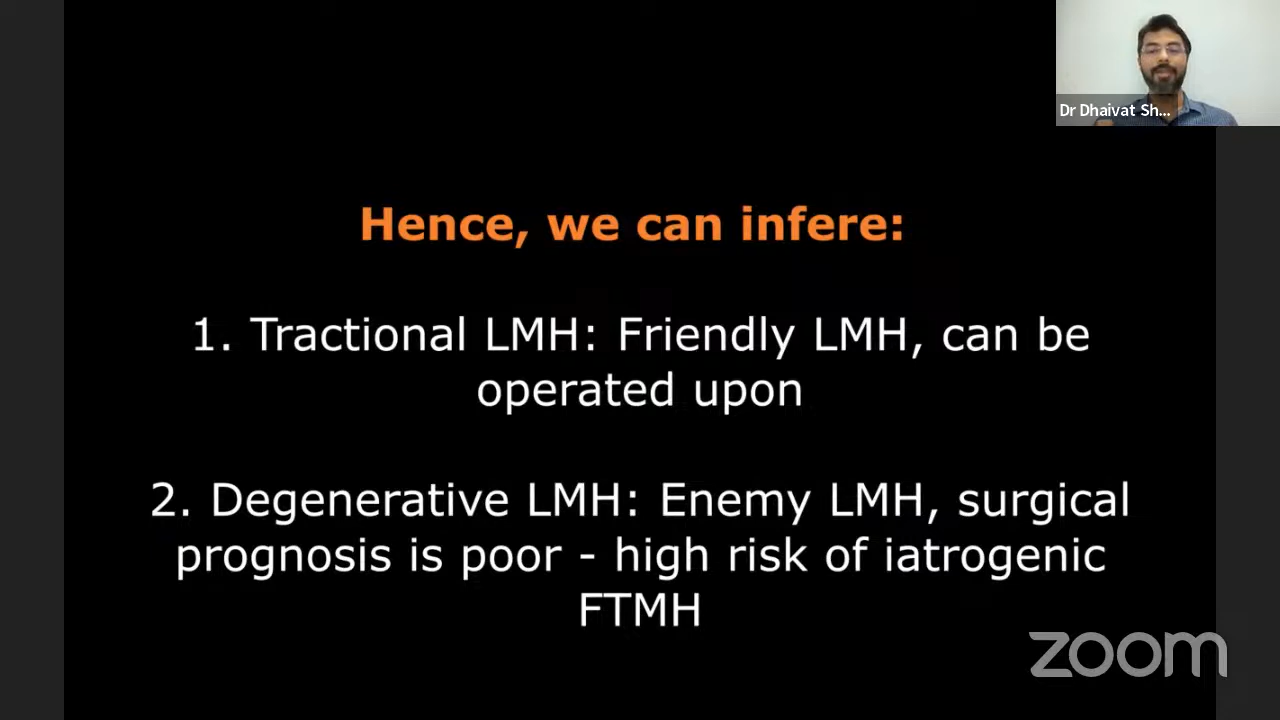 Dr Dhaivat Sh...
Hence, we can infere:
1. Tractional LMH: Friendly LMH, can be
operated upon
2. Degenerative LMH: Enemy LMH, surgical
prognosis is poor - high risk of iatrogenic
FTMH
zoom